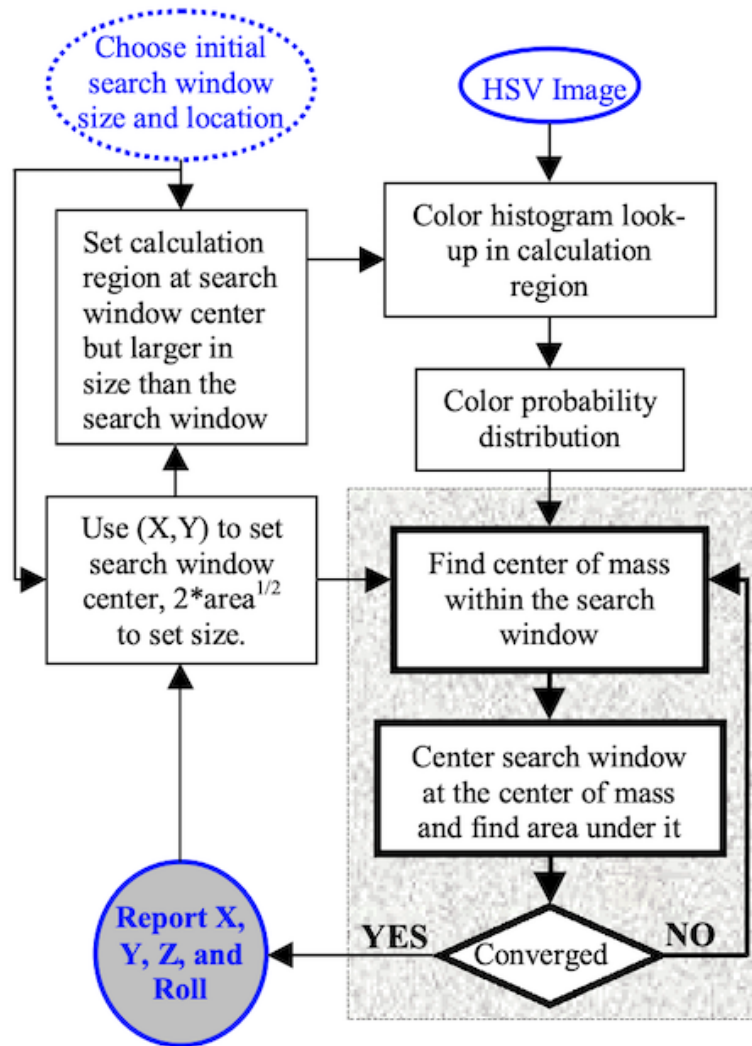 Choose initial
search window
size and location
HSV Image
Set calculation
region at search
window center
but larger in
size than the
search window
Color histogram look-
up in calculation
region
Color probability
distribution
Use (X,Y) to set
search window
center, 2*area^1/2
to set size.
Find center of mass
within the search
window
Center search window
at the center of mass
and find area under it
Converged
YES
NO
Report X,
Y, Z, and
Roll